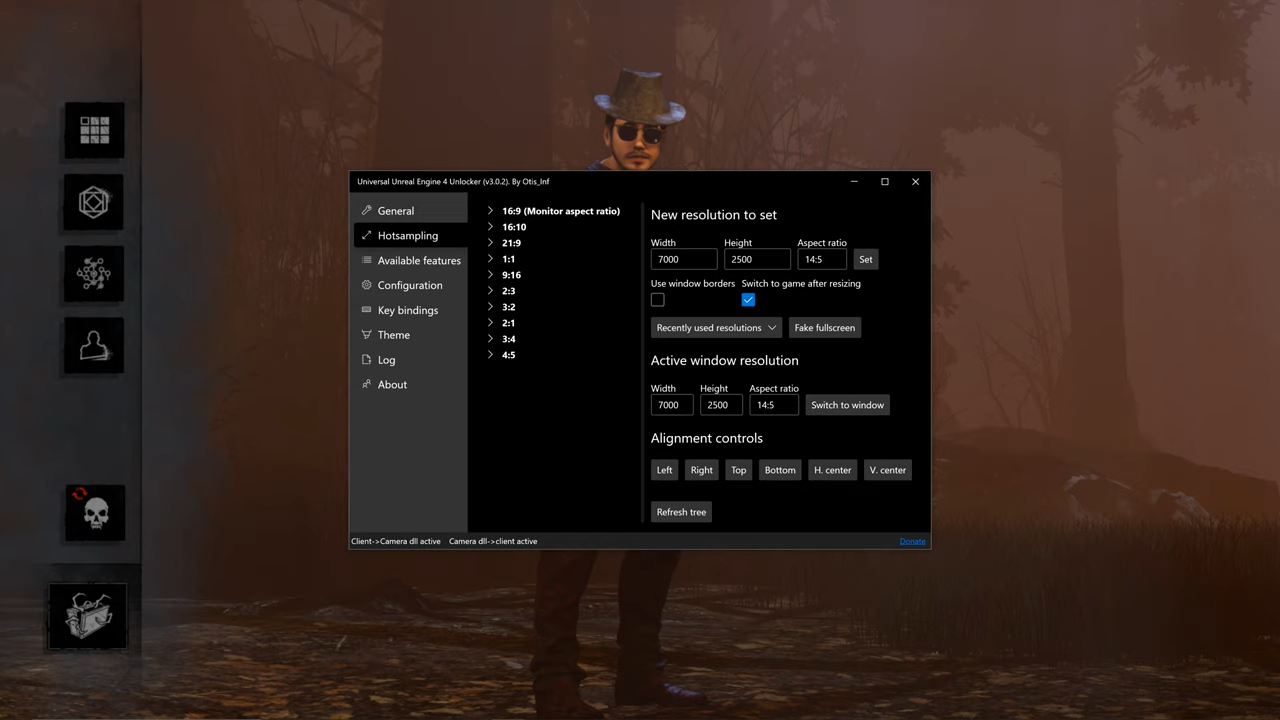 Universal Unreal Engine 4 Unlocker (v3.0.2). By Otis_Inf
General
Hotsampling
Available features
Configuration
Key bindings
Theme
Log
About
16:9 (Monitor aspect ratio)
16:10
21:9
1:1
9:16
2:3
3:2
2:1
3:4
4:5
New resolution to set
Width Height Aspect ratio
7000 2500 14:5 Set
Use window borders Switch to game after resizing
Recently used resolutions Fake fullscreen
Active window resolution
Width Height Aspect ratio
7000 2500 14:5 Switch to window
Alignment controls
Left Right Top Bottom H. center V. center
Refresh tree
Client->Camera dll active Camera dll->client active Donate